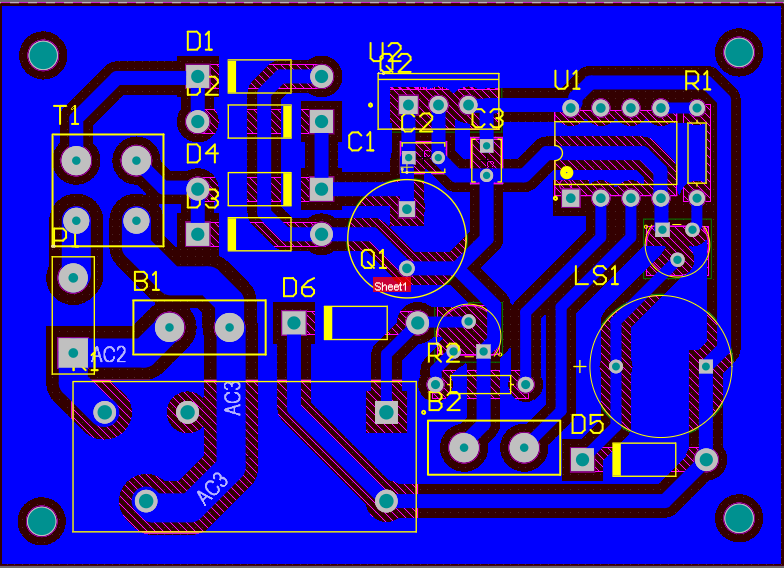 D1
U2
Q2
D2
U1
R1
T1
C2
C3
C1
D4
D3
P1
Q1
Sheet1
LS1
B1
D6
AC2
K1
R2
+
AC3
B2
D5
AC3